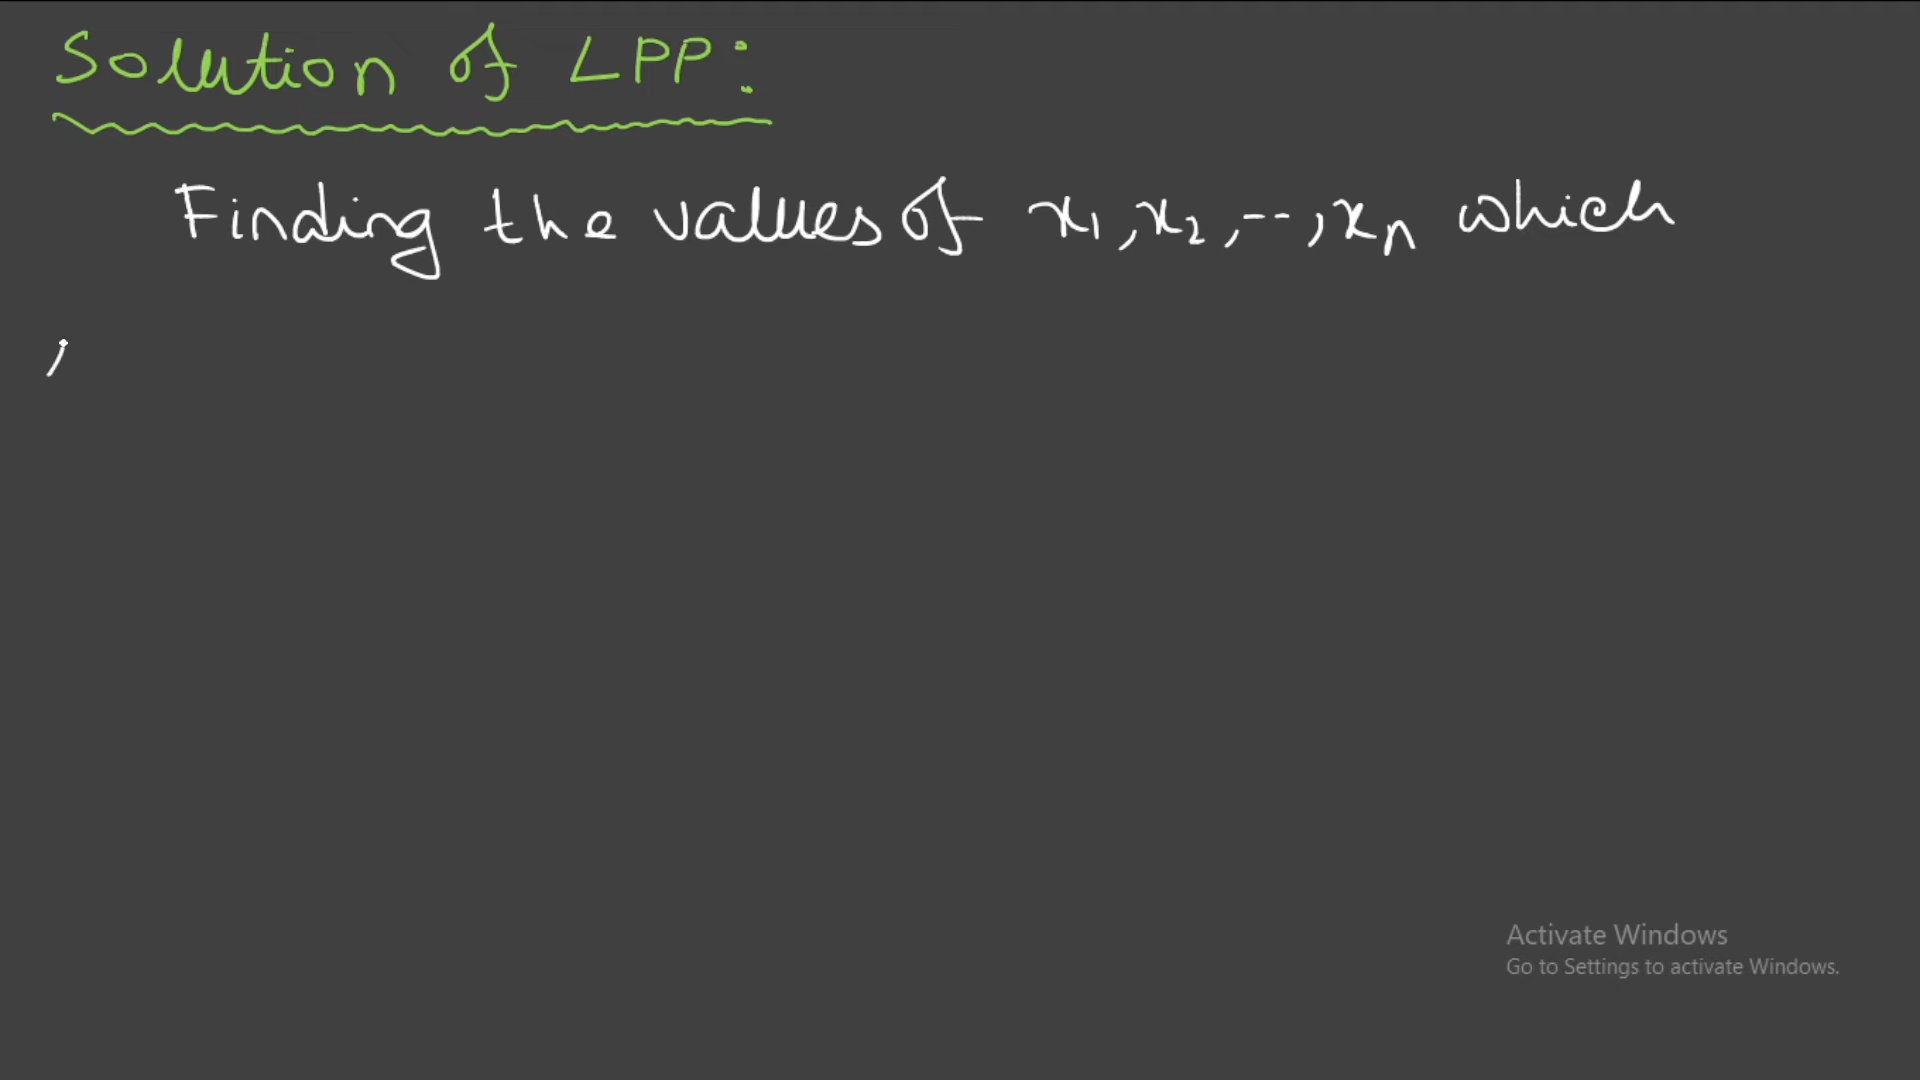 Solution of LPP:
Finding the values of x₁, x₂, --, xₙ which
Activate Windows
Go to Settings to activate Windows.